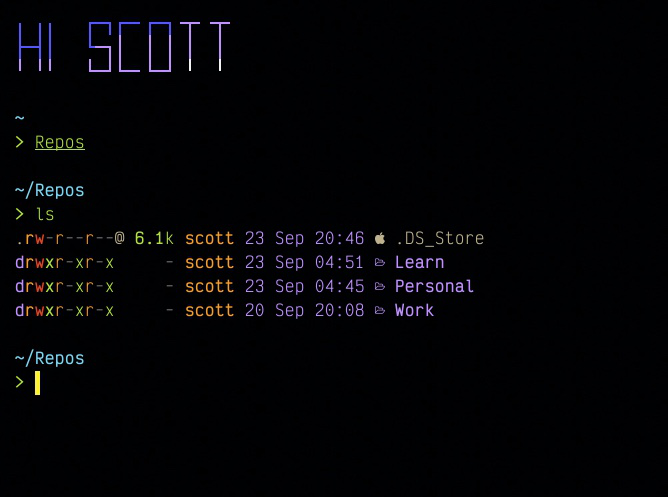 HI SCOTT
~
> Repos
~/Repos
> ls
.rw-r--r--@ 6.1k scott 23 Sep 20:46 .DS_Store
drwxr-xr-x - scott 23 Sep 04:51 Learn
drwxr-xr-x - scott 23 Sep 04:45 Personal
drwxr-xr-x - scott 20 Sep 20:08 Work
~/Repos
>